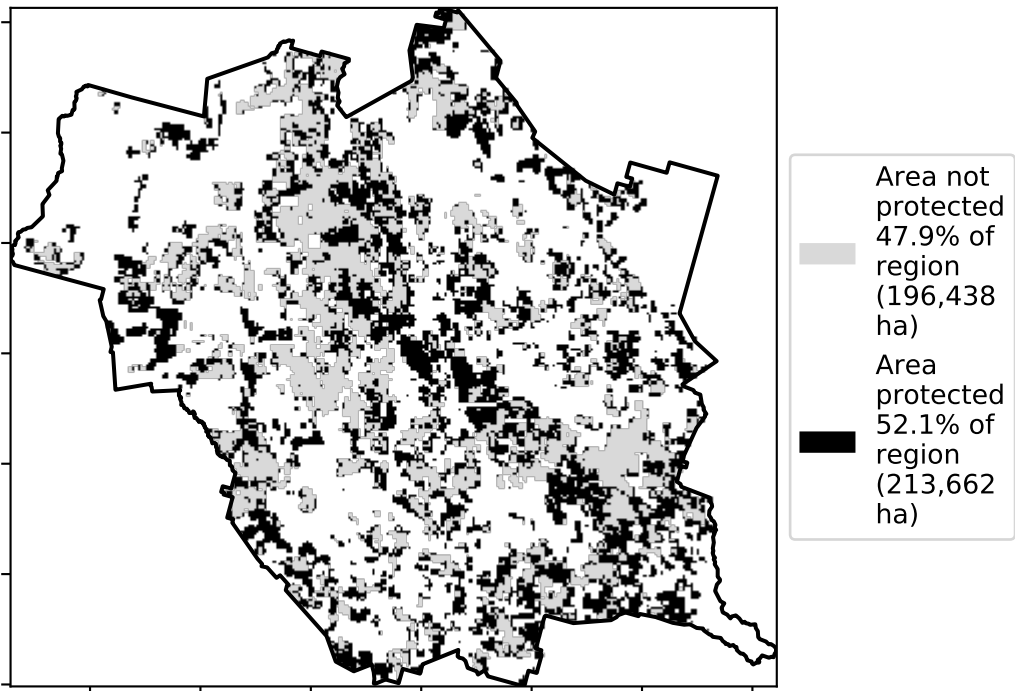 Area not
protected
47.9% of
region
(196,438
ha)
Area
protected
52.1% of
region
(213,662
ha)